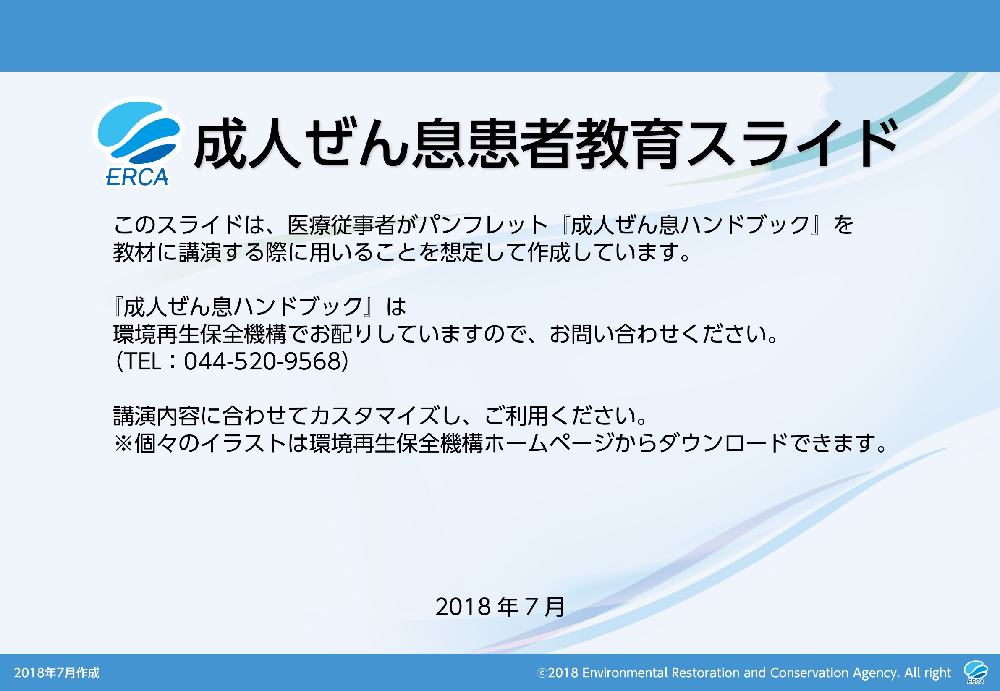 ERCA
成人ぜん息患者教育スライド
このスライドは、医療従事者がパンフレット『成人ぜん息ハンドブック』を
教材に講演する際に用いることを想定して作成しています。
『成人ぜん息ハンドブック』は
環境再生保全機構でお配りしていますので、お問い合わせください。
（TEL：044-520-9568）
講演内容に合わせてカスタマイズし、ご利用ください。
※個々のイラストは環境再生保全機構ホームページからダウンロードできます。
2018 年 7 月
2018年7月作成
©2018 Environmental Restoration and Conservation Agency. All right
ERCA